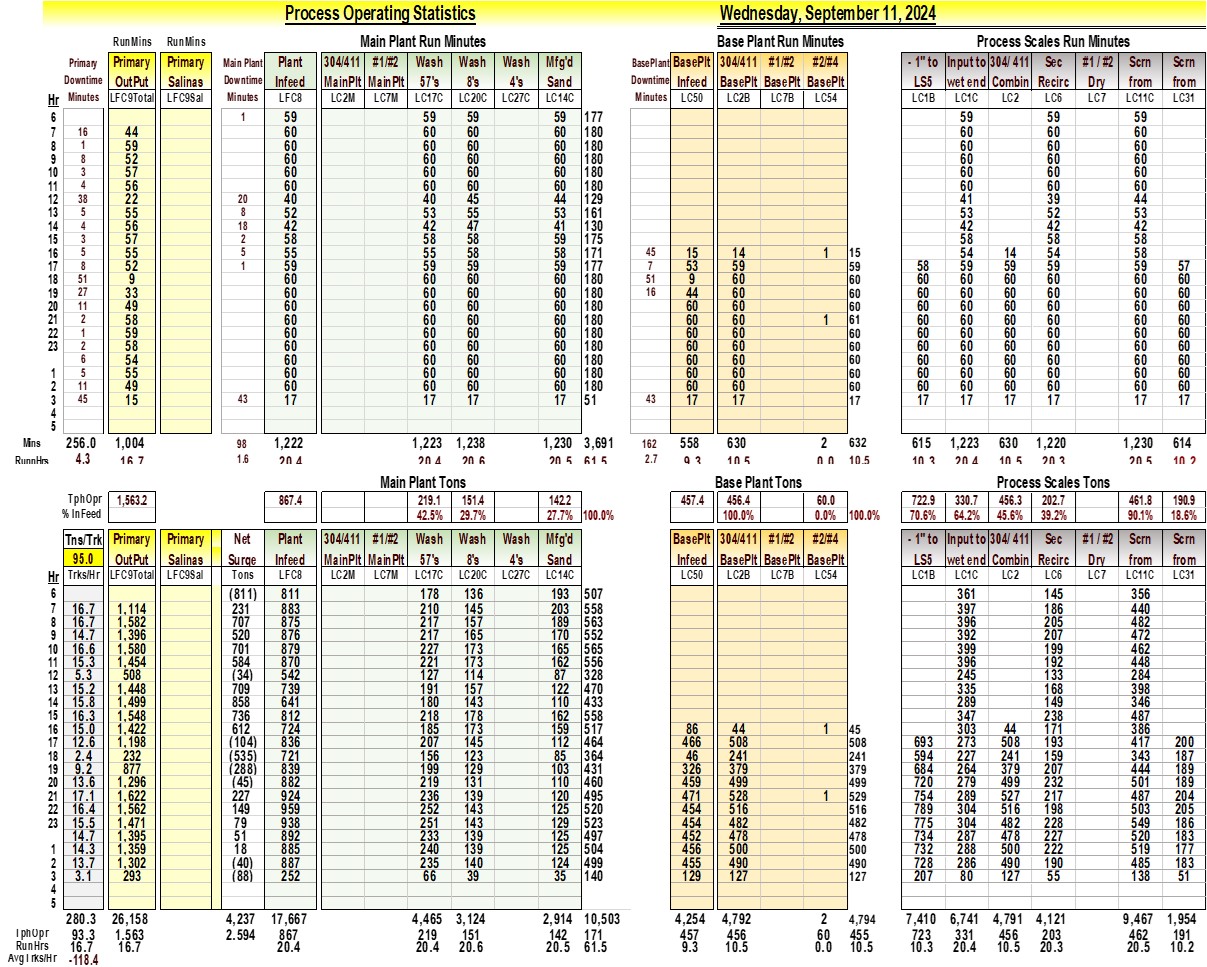 Process Operating Statistics Wednesday, September 11, 2024
RunMins RunMins Main Plant Run Minutes Base Plant Run Minutes Process Scales Run Minutes
Primary Primary Primary Main Plant Plant 304/411 #1/#2 Wash Wash Wash Mfg'd BasePlant BasePlt 304/411 #1/#2 #2/#4 - 1" to Input to 304/ 411 Sec #1 / #2 Scrn Scrn
Downtime OutPut Salinas Downtime Infeed MainPlt MainPlt 57's 8's 4's Sand Downtime Infeed BasePlt BasePlt BasePlt LS5 wet end Combin Recirc Dry from from
Hr Minutes LFC9Total LFC9Sal Minutes LFC8 LC2M LC7M LC17C LC20C LC27C LC14C Minutes LC50 LC2B LC7B LC54 LC1B LC1C LC2 LC6 LC7 LC11C LC31
6 1 59 59 59 59 177 59 59 59
7 16 44 60 60 60 60 180 60 60 60
8 1 59 60 60 60 60 180 60 60 60
9 8 52 60 60 60 60 180 60 60 60
10 3 57 60 60 60 60 180 60 60 60
11 4 56 60 60 60 60 180 60 60 60
12 38 22 20 40 40 45 44 129 41 39 44
13 5 55 8 52 53 55 53 161 53 52 53
14 4 56 18 42 42 47 41 130 42 42 42
15 3 57 2 58 58 58 59 175 58 58 58
16 5 55 5 55 55 58 58 171 45 15 14 1 15 54 14 54 58
17 8 52 1 59 59 59 59 177 7 53 59 59 58 59 59 59 59 57
18 51 9 60 60 60 60 180 51 9 60 60 60 60 60 60 60 60
19 27 33 60 60 60 60 180 16 44 60 60 60 60 60 60 60 60
20 11 49 60 60 60 60 180 60 60 60 60 60 60 60 60 60
21 2 58 60 60 60 60 180 60 60 1 61 60 60 60 60 60 60
22 1 59 60 60 60 60 180 60 60 60 60 60 60 60 60 60
23 2 58 60 60 60 60 180 60 60 60 60 60 60 60 60 60
6 54 60 60 60 60 180 60 60 60 60 60 60 60 60 60
1 5 55 60 60 60 60 180 60 60 60 60 60 60 60 60 60
2 11 49 60 60 60 60 180 60 60 60 60 60 60 60 60 60
3 45 15 43 17 17 17 17 51 43 17 17 17 17 17 17 17 17 17
4
5
Mins 256.0 1,004 98 1,222 1,223 1,238 1,230 3,691 162 558 630 2 632 615 1,223 630 1,220 1,230 614
RunnHrs 4.3 16.7 1.6 20.4 20.4 20.6 20.5 61.5 2.7 9.3 10.5 0.0 10.5 10.3 20.4 10.5 20.3 20.5 10.2
Main Plant Tons Base Plant Tons Process Scales Tons
TphOpr 1,563.2 867.4 219.1 151.4 142.2 457.4 456.4 60.0 722.9 330.7 456.3 202.7 461.8 190.9
% InFeed 42.5% 29.7% 27.7% 100.0% 100.0% 0.0% 100.0% 70.6% 64.2% 45.6% 39.2% 90.1% 18.6%
Tns/Trk Primary Primary Net Plant 304/411 #1/#2 Wash Wash Wash Mfg'd BasePlt 304/411 #1/#2 #2/#4 - 1" to Input to 304/ 411 Sec #1 / #2 Scrn Scrn
95.0 OutPut Salinas Surge Infeed MainPlt MainPlt 57's 8's 4's Sand Infeed BasePlt BasePlt BasePlt LS5 wet end Combin Recirc Dry from from
Hr Trks/Hr LFC9Total LFC9Sal Tons LFC8 LC2M LC7M LC17C LC20C LC27C LC14C LC50 LC2B LC7B LC54 LC1B LC1C LC2 LC6 LC7 LC11C LC31
6 (811) 811 178 136 193 507 361 145 356
7 16.7 1,114 231 883 210 145 203 558 397 186 440
8 16.7 1,582 707 875 217 157 189 563 396 205 482
9 14.7 1,396 520 876 217 165 170 552 392 207 472
10 16.6 1,580 701 879 227 173 165 565 399 199 462
11 15.3 1,454 584 870 221 173 162 556 396 192 448
12 5.3 508 (34) 542 127 114 87 328 245 133 284
13 15.2 1,448 709 739 191 157 122 470 335 168 398
14 15.8 1,499 858 641 180 143 110 433 289 149 346
15 16.3 1,548 736 812 218 178 162 558 347 238 487
16 15.0 1,422 612 724 185 173 159 517 86 44 1 45 303 44 171 386
17 12.6 1,198 (104) 836 207 145 112 464 466 508 508 693 273 508 193 417 200
18 2.4 232 (535) 721 156 123 85 364 46 241 241 594 227 241 159 343 187
19 9.2 877 (288) 839 199 129 103 431 326 379 379 684 264 379 207 444 189
20 13.6 1,296 (45) 882 219 131 110 460 459 499 499 720 279 499 232 501 189
21 17.1 1,622 227 924 236 139 120 495 471 528 1 529 754 289 527 217 487 204
22 16.4 1,562 149 959 252 143 125 520 454 516 516 789 304 516 198 503 205
23 15.5 1,471 79 938 251 143 129 523 454 482 482 775 304 482 228 549 186
14.7 1,395 51 892 233 139 125 497 452 478 478 734 287 478 227 520 183
1 14.3 1,359 18 885 240 139 125 504 456 500 500 732 288 500 222 519 177
2 13.7 1,302 (40) 887 235 140 124 499 455 490 490 728 286 490 190 485 183
3 3.1 293 (88) 252 66 39 35 140 129 127 127 207 80 127 55 138 51
4
5
280.3 26,158 4,237 17,667 4,465 3,124 2,914 10,503 4,254 4,792 2 4,794 7,410 6,741 4,791 4,121 9,467 1,954
TphOpr 93.3 1,563 2.594 867 219 151 142 171 457 456 60 455 723 331 456 203 462 191
RunHrs 16.7 16.7 20.4 20.4 20.6 20.5 61.5 9.3 10.5 0.0 10.5 10.3 20.4 10.5 20.3 20.5 10.2
Avg Trks/Hr -118.4